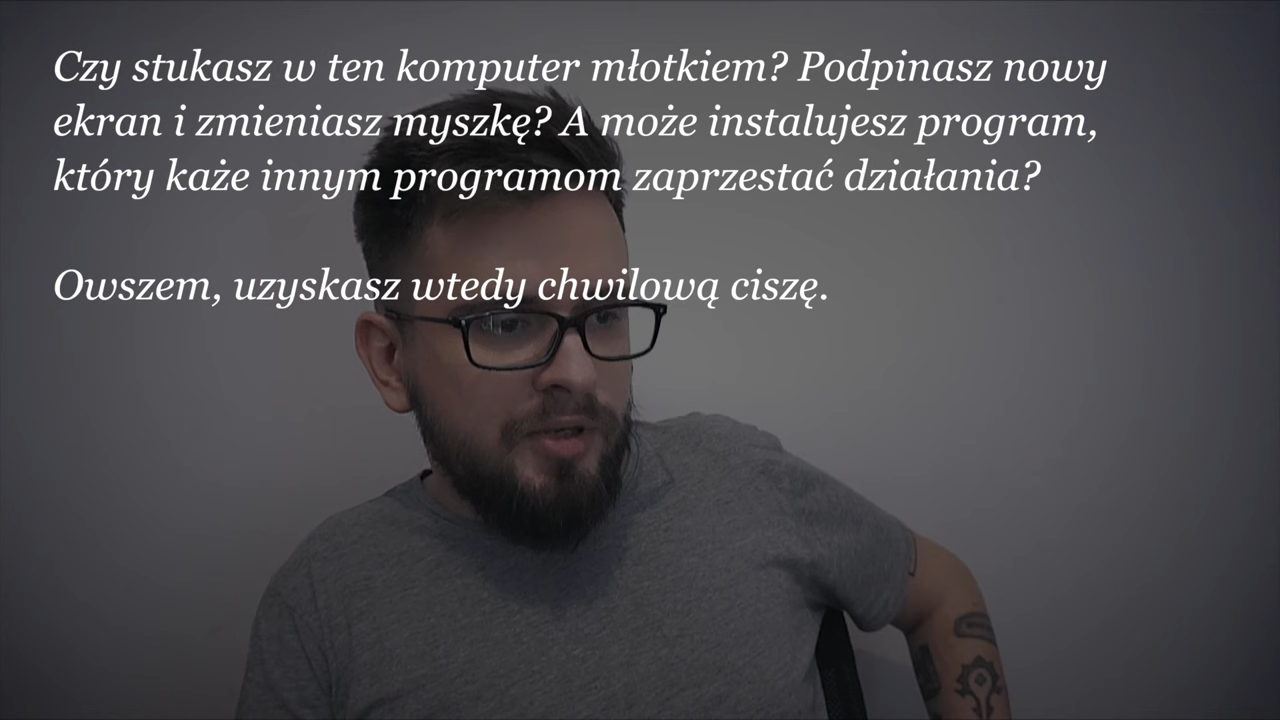 Czy stukasz w ten komputer młotkiem? Podpinasz nowy
ekran i zmieniasz myszkę? A może instalujesz program,
który każe innym programom zaprzestać działania?
Owszem, uzyskasz wtedy chwilową ciszę.